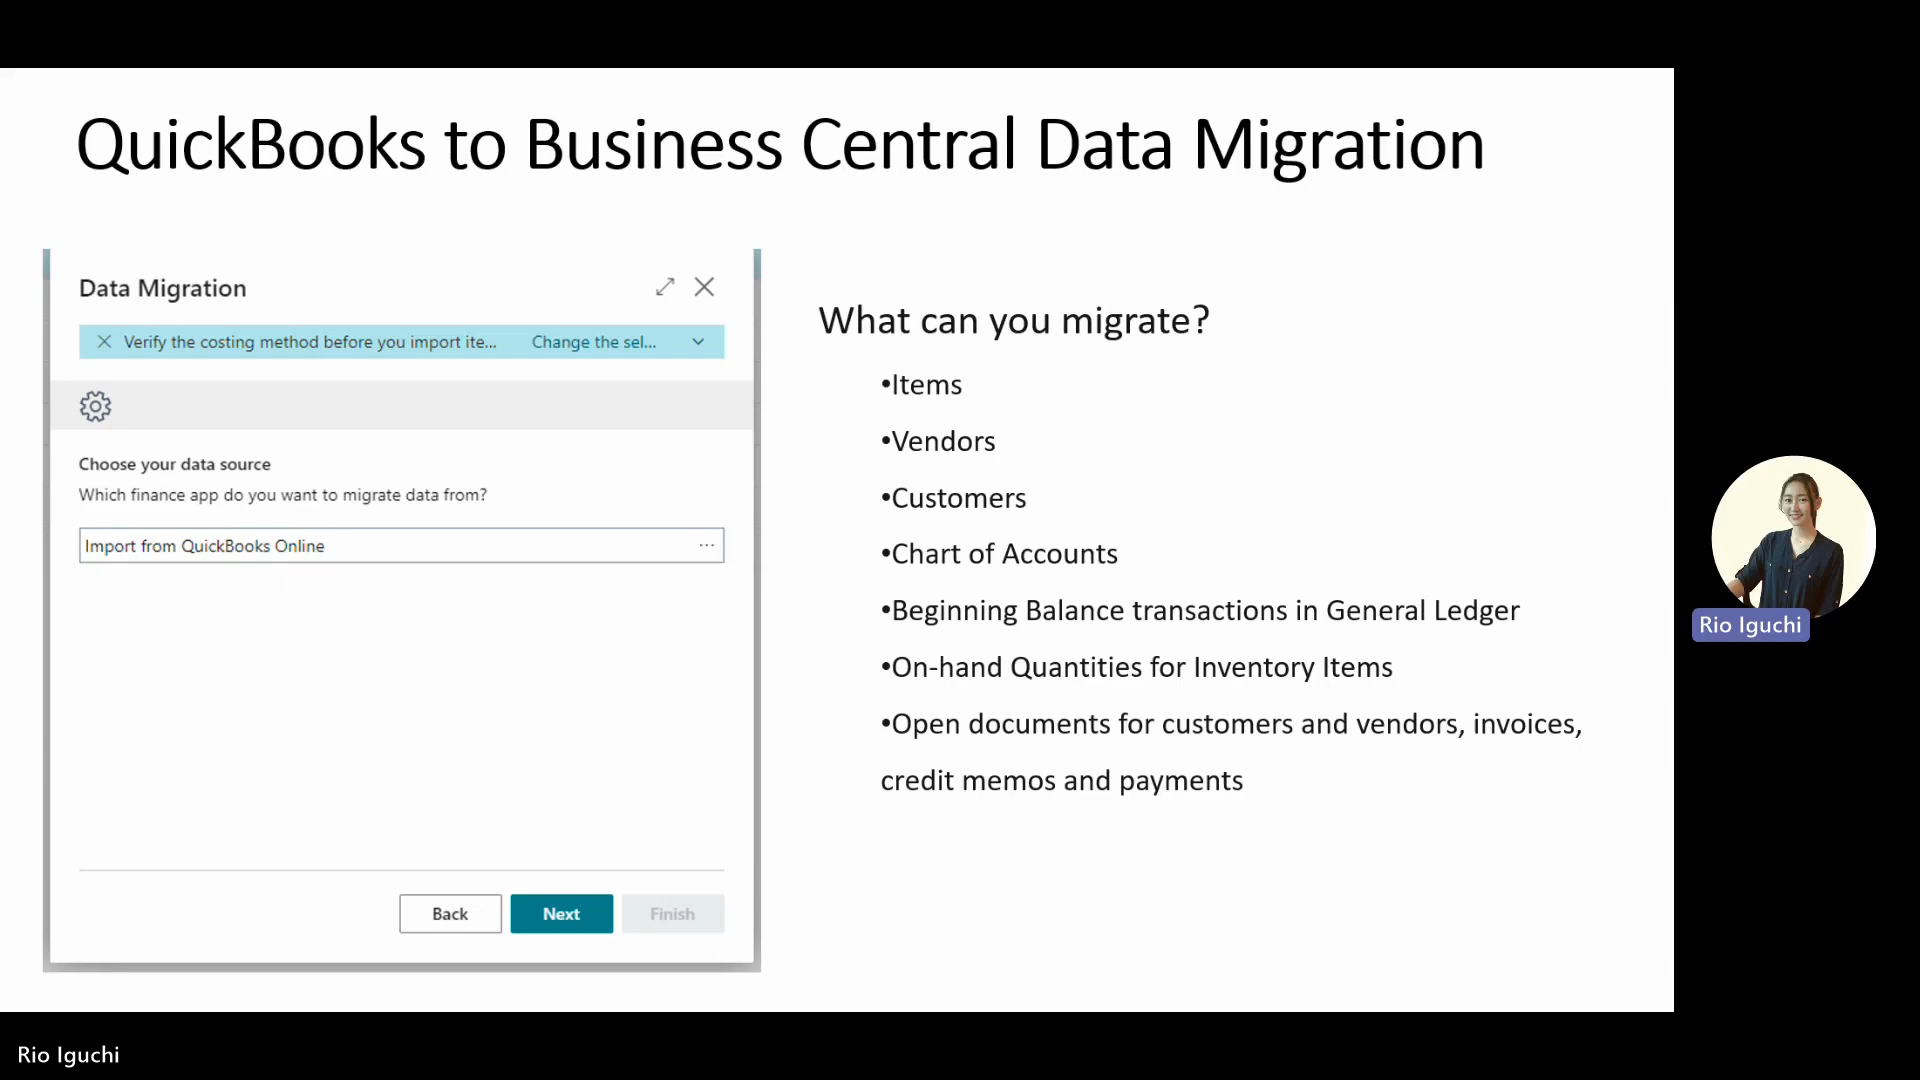 QuickBooks to Business Central Data Migration
Data Migration
Verify the costing method before you import ite... Change the sel...
Choose your data source
Which finance app do you want to migrate data from?
Import from QuickBooks Online ...
Back Next Finish
What can you migrate?
•Items
•Vendors
•Customers
•Chart of Accounts
•Beginning Balance transactions in General Ledger
•On-hand Quantities for Inventory Items
•Open documents for customers and vendors, invoices,
credit memos and payments
Rio Iguchi
Rio Iguchi